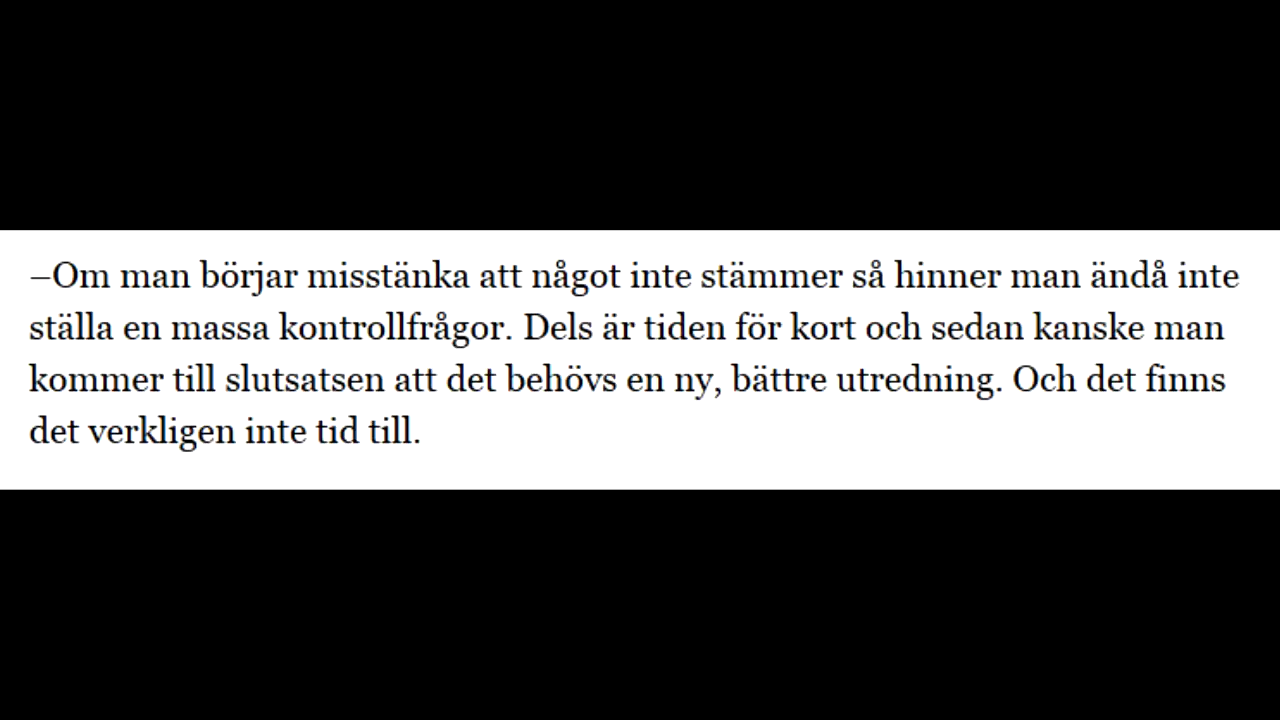 –Om man börjar misstänka att något inte stämmer så hinner man ändå inte
ställa en massa kontrollfrågor. Dels är tiden för kort och sedan kanske man
kommer till slutsatsen att det behövs en ny, bättre utredning. Och det finns
det verkligen inte tid till.